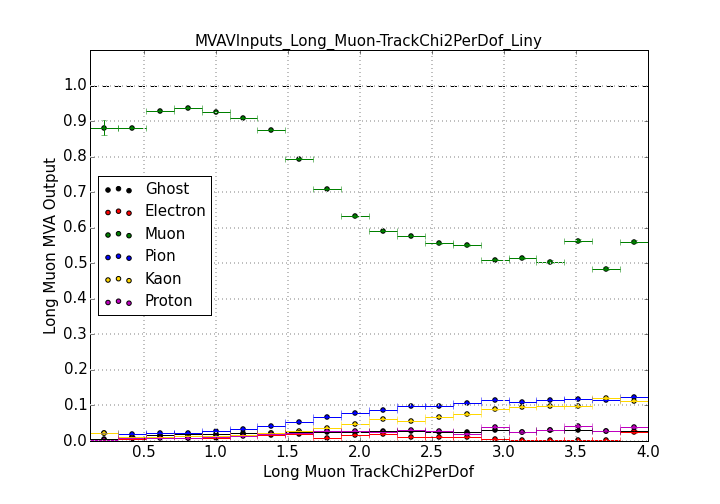 MVAVInputs_Long_Muon-TrackChi2PerDof_Liny
1.0
0.9
0.8
0.7
0.6
0.5
0.4
0.3
0.2
0.1
0.0
Long Muon MVA Output
Ghost
Electron
Muon
Pion
Kaon
Proton
0.5 1.0 1.5 2.0 2.5 3.0 3.5 4.0
Long Muon TrackChi2PerDof